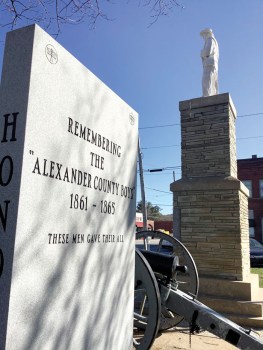 REMEMBERING
THE
"ALEXANDER COUNTY BOYS"
1861 - 1865
THESE MEN GAVE THEIR ALL